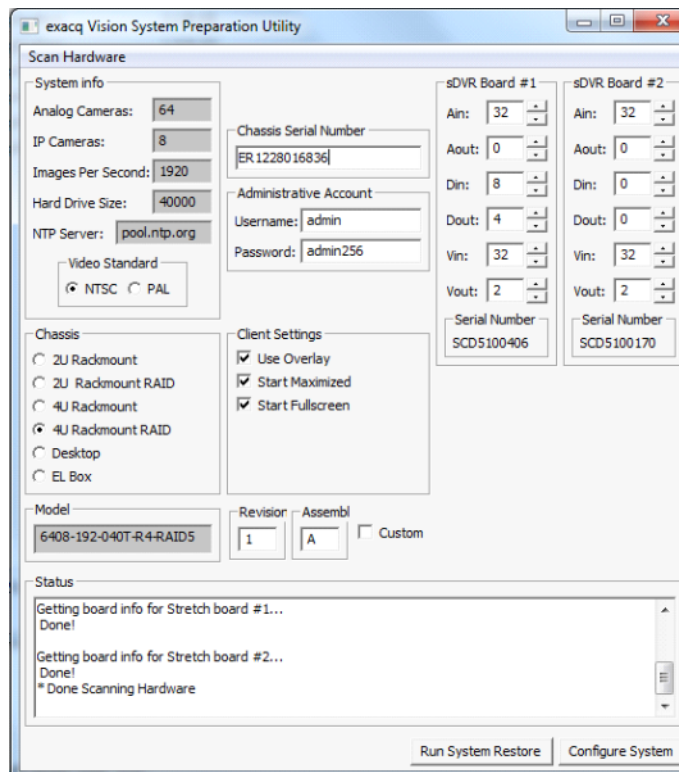 exacq Vision System Preparation Utility
Scan Hardware
System info
Analog Cameras: 64
IP Cameras: 8
Images Per Second: 1920
Hard Drive Size: 40000
NTP Server: pool.ntp.org
Video Standard
NTSC PAL
Chassis Serial Number
ER1228016836
Administrative Account
Username: admin
Password: admin256
sDVR Board #1
Ain: 32
Aout: 0
Din: 8
Dout: 4
Vin: 32
Vout: 2
Serial Number
SCD5100406
sDVR Board #2
Ain: 32
Aout: 0
Din: 0
Dout: 0
Vin: 32
Vout: 2
Serial Number
SCD5100170
Chassis
2U Rackmount
2U Rackmount RAID
4U Rackmount
4U Rackmount RAID
Desktop
EL Box
Client Settings
Use Overlay
Start Maximized
Start Fullscreen
Model
6408-192-040T-R4-RAID5
Revision
1
Assembl
A
Custom
Status
Getting board info for Stretch board #1...
Done!
Getting board info for Stretch board #2...
Done!
* Done Scanning Hardware
Run System Restore
Configure System